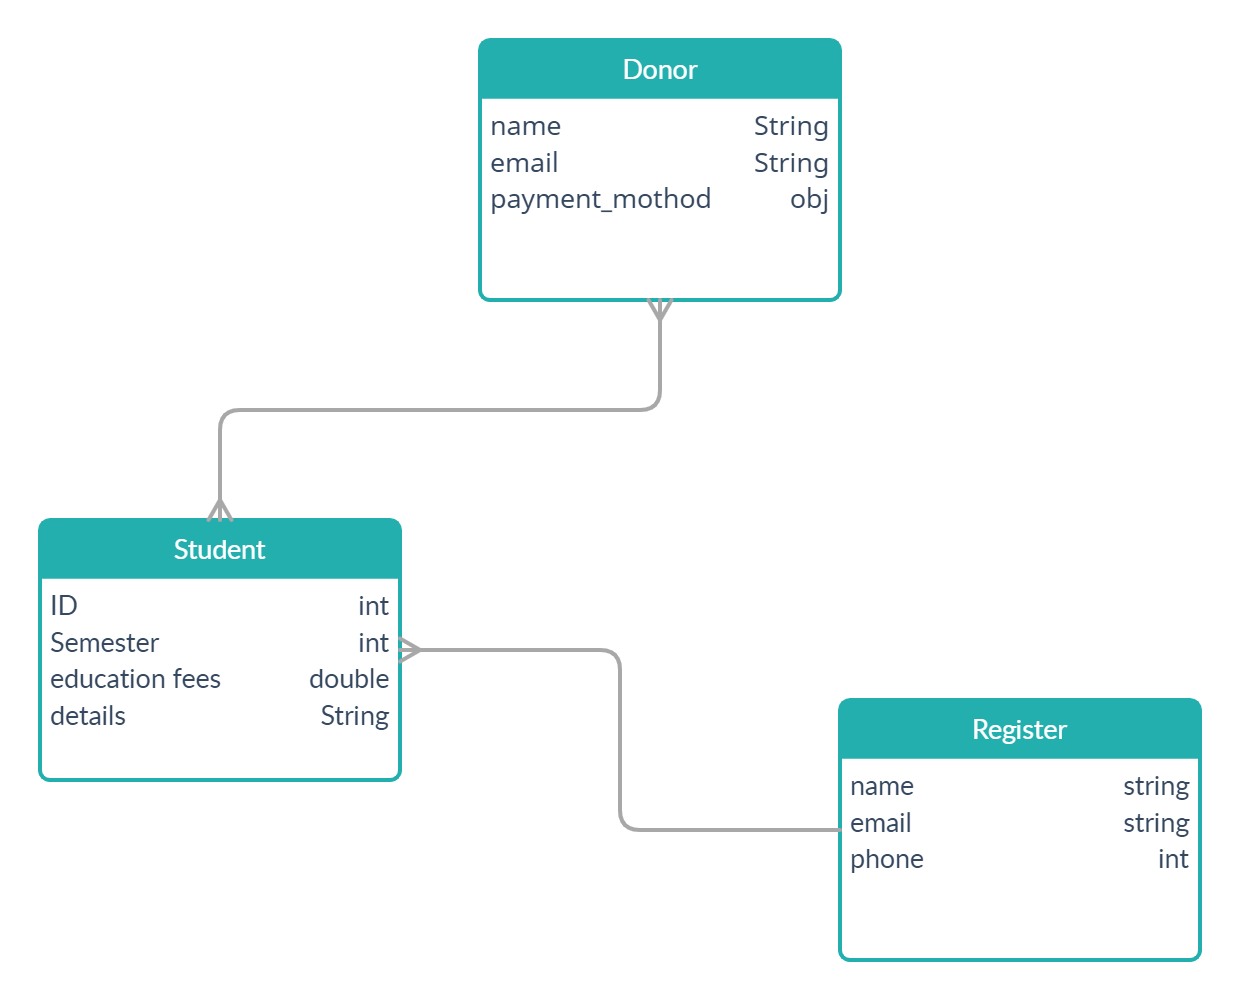 Donor
name String
email String
payment_mothod obj
Student
ID int
Semester int
education fees double
details String
Register
name string
email string
phone int